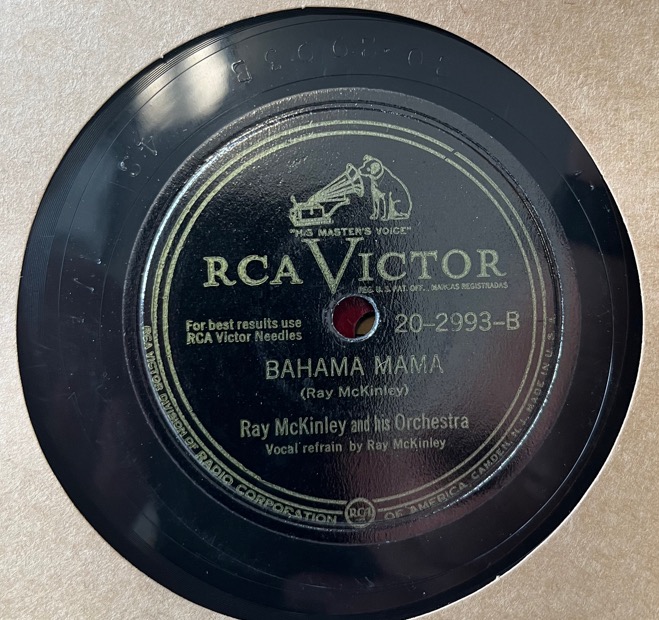 "HIS MASTER'S VOICE"
RCA VICTOR
REG. U.S. PAT. OFF., MARCAS REGISTRADAS
For best results use
RCA Victor Needles
20-2993-B
BAHAMA MAMA
(Ray McKinley)
Ray McKinley and his Orchestra
Vocal refrain by Ray McKinley
RCA VICTOR DIVISION OF RADIO CORPORATION
RCA
OF AMERICA, CAMDEN, N. J. MADE IN U.S.A.